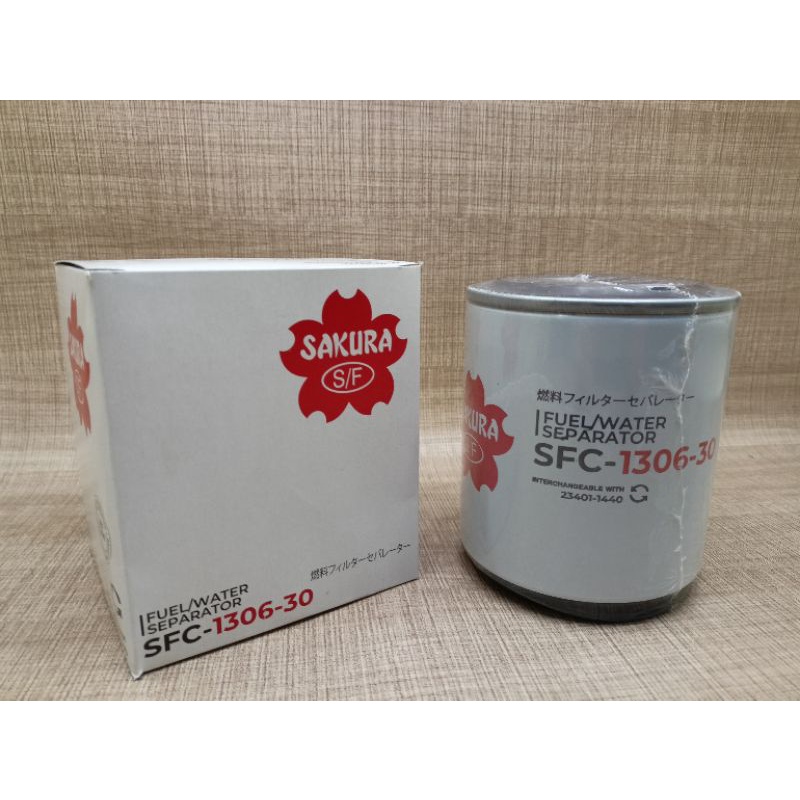 SAKURA
S/F
燃料フィルターセパレーター
FUEL/WATER
SEPARATOR
SFC-1306-30
SAKURA
S/F
燃料フィルターセパレーター
FUEL/WATER
SEPARATOR
SFC-1306-30
INTERCHANGEABLE WITH
23401-1440